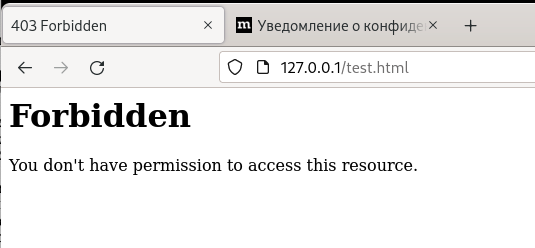 403 Forbidden
m Уведомление о конфиде
127.0.0.1/test.html
Forbidden
You don't have permission to access this resource.